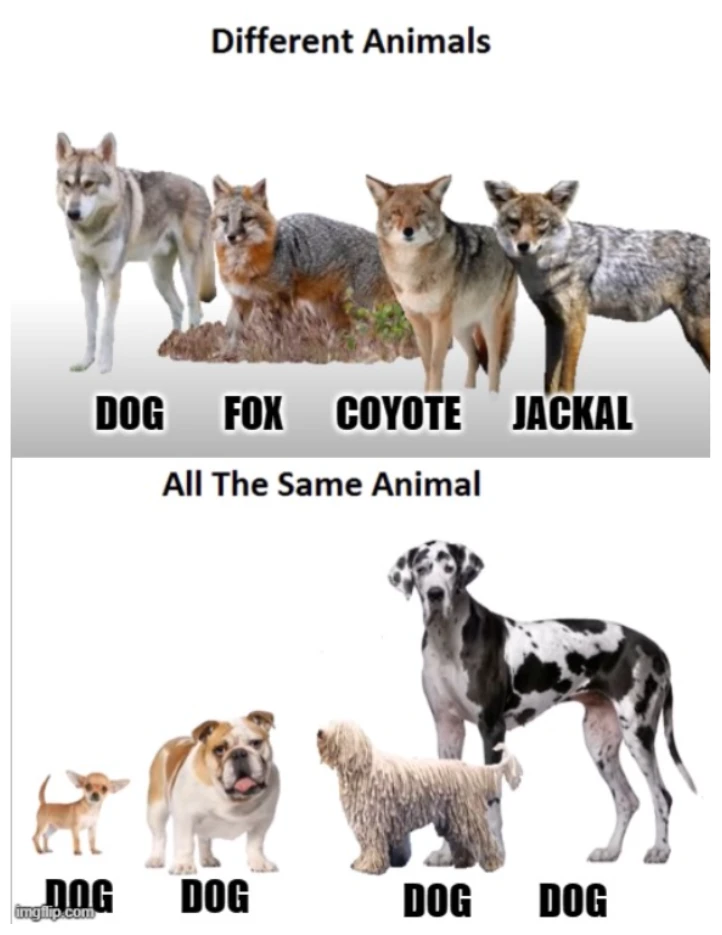 Different Animals
DOG FOX COYOTE JACKAL
All The Same Animal
DOG DOG DOG DOG
imgflip.com